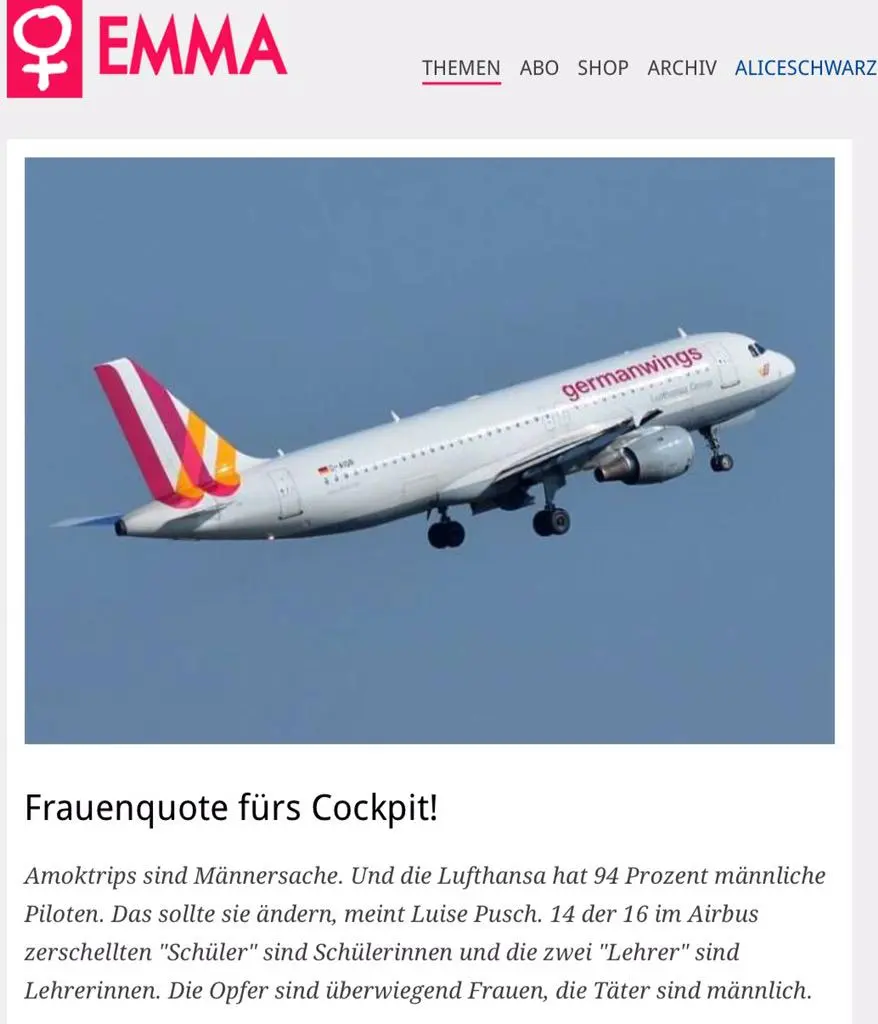 EMMA
THEMEN ABO SHOP ARCHIV ALICESCHWARZ
germanwings
Lufthansa Group
Frauenquote fürs Cockpit!
Amoktrips sind Männersache. Und die Lufthansa hat 94 Prozent männliche
Piloten. Das sollte sie ändern, meint Luise Pusch. 14 der 16 im Airbus
zerschellten "Schüler" sind Schülerinnen und die zwei "Lehrer" sind
Lehrerinnen. Die Opfer sind überwiegend Frauen, die Täter sind männlich.